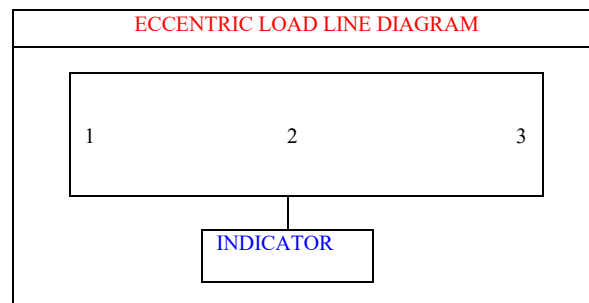 ECCENTRIC LOAD LINE DIAGRAM
1 2 3
INDICATOR